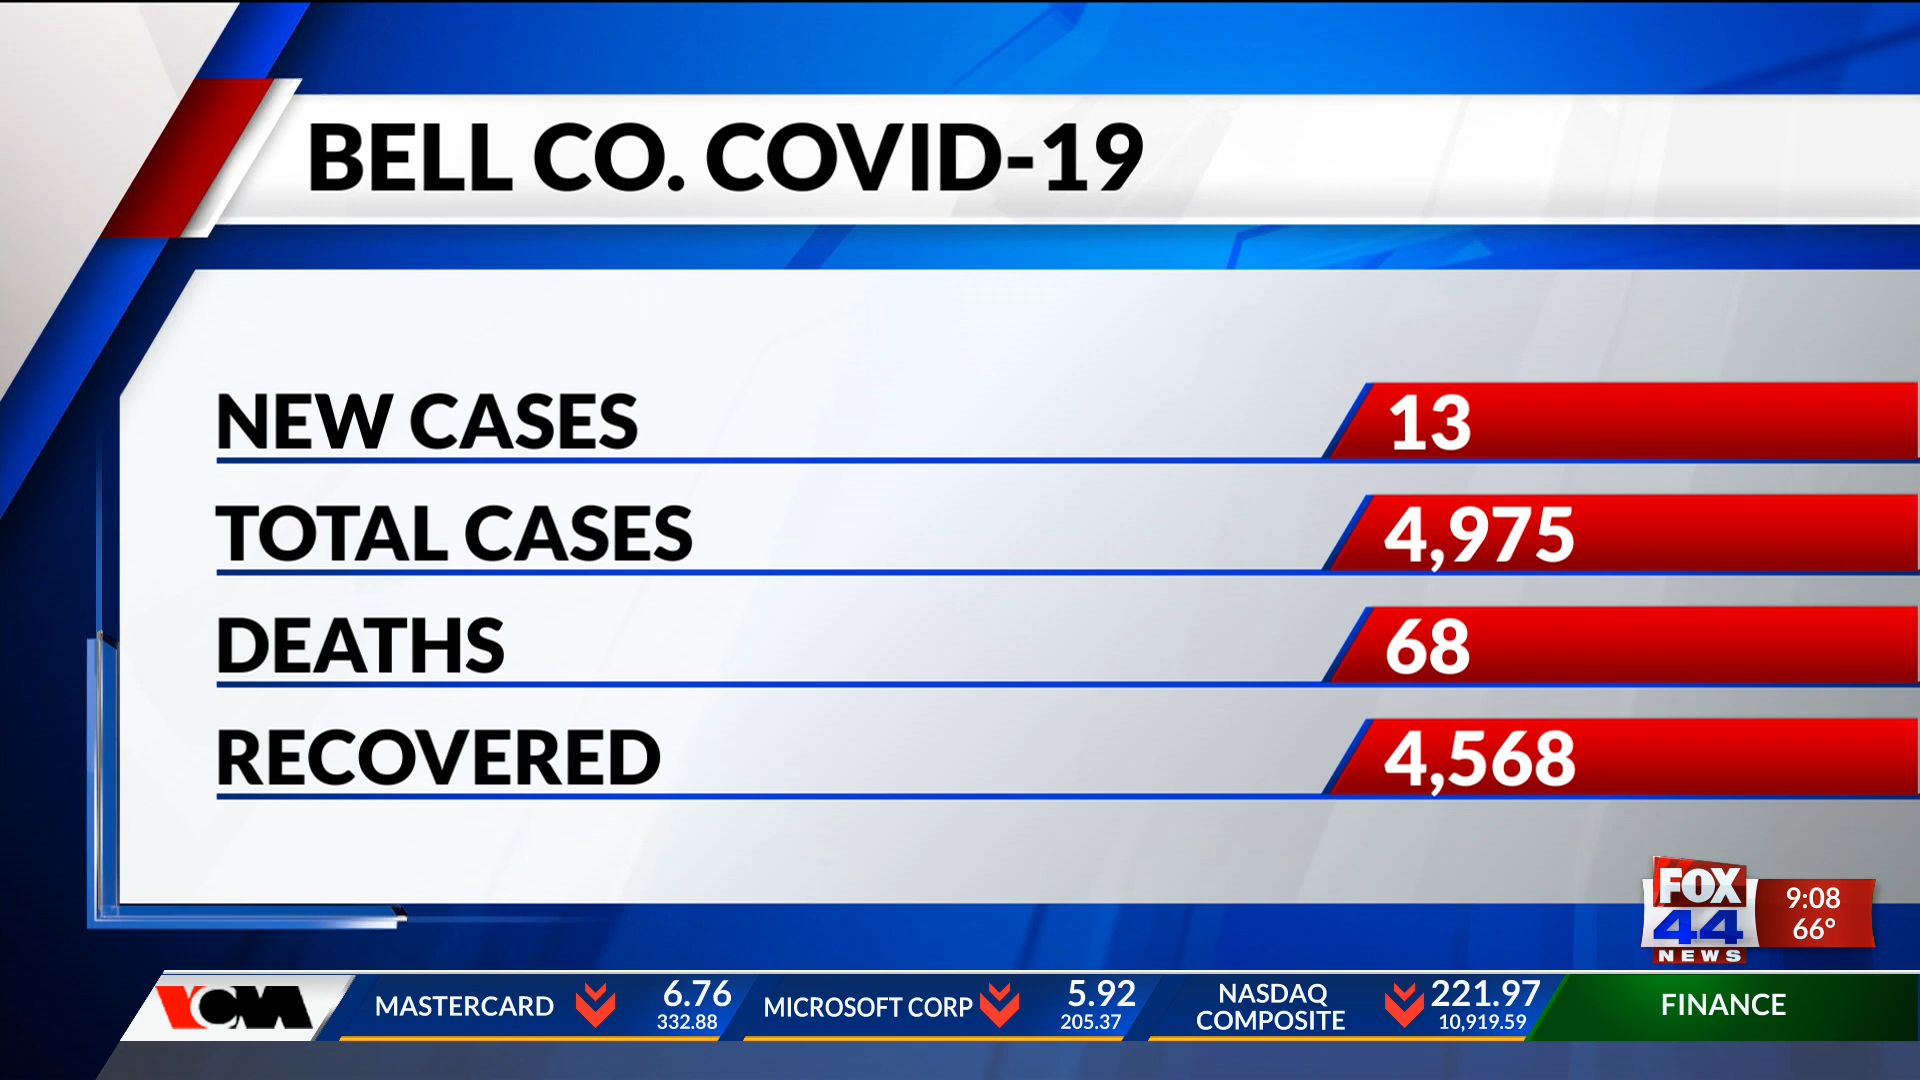 BELL CO. COVID-19
NEW CASES 13
TOTAL CASES 4,975
DEATHS 68
RECOVERED 4,568
FOX
44
NEWS
9:08
66°
YCMA
MASTERCARD 6.76
332.88
MICROSOFT CORP 5.92
205.37
NASDAQ
COMPOSITE
221.97
10,919.59
FINANCE